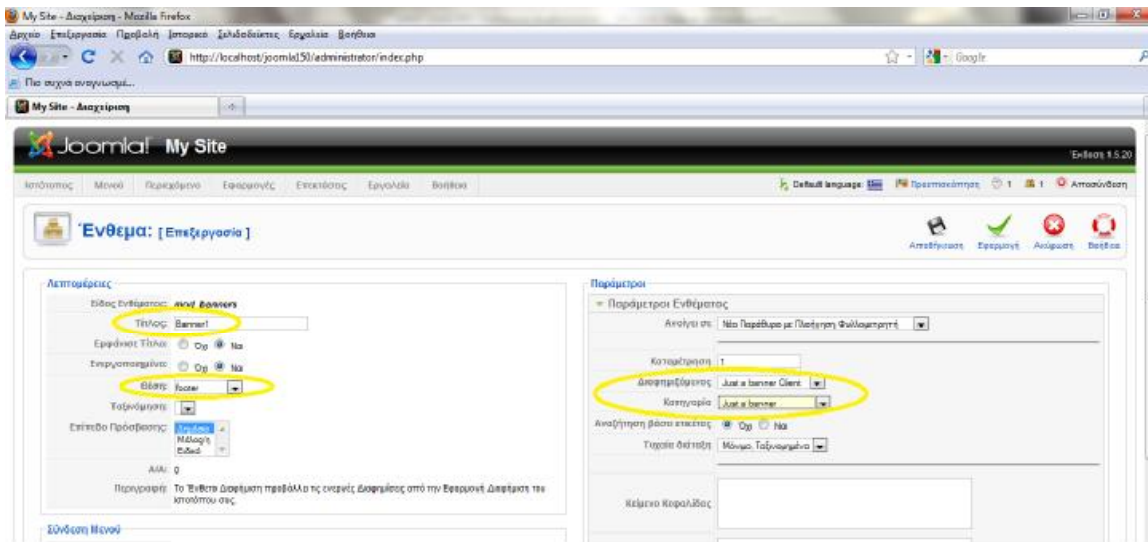 My Site - Διαχείριση - Mozilla Firefox
Αρχείο Επεξεργασία Προβολή Ιστορικό Σελιδοδείκτες Εργαλεία Βοήθεια
http://localhost/joomla150/administrator/index.php
Google
Πιο συχνά αναγνωσμέ...
My Site - Διαχείριση
Joomla! My Site
Έκδοση 1.5.20
Ιστότοπος Μενού Περιεχόμενο Εφαρμογές Επεκτάσεις Εργαλεία Βοήθεια
Default language: Προεπισκόπηση 1 1 Αποσύνδεση
Ένθεμα: [ Επεξεργασία ]
Αποθήκευση Εφαρμογή Ακύρωση Βοήθεια
Λεπτομέρειες
Είδος Ενθέματος: mod_banners
Τίτλος: Banner1
Εμφάνιση Τίτλου: Όχι Ναι
Ενεργοποιημένο: Όχι Ναι
Θέση: footer
Ταξινόμηση:
Επίπεδο Πρόσβασης:
Μέλος/η
Ειδικό
Α/Α: 0
Περιγραφή: Το Ένθετο Διαφήμιση προβάλλει τις ενεργές Διαφημίσεις από την Εφαρμογή Διαφήμιση του ιστοτόπου σας.
Σύνδεση Μενού
Παράμετροι
Παράμετροι Ενθέματος
Ανοίγει σε: Νέο Παράθυρο με Πλοήγηση Φυλλομετρητή
Καταμέτρηση 1
Διαφημιζόμενος Just a banner Client
Κατηγορία Just a banner
Αναζήτηση βάσει ετικέτας Όχι Ναι
Τυχαία διάταξη Μόνιμο, Ταξινομημένο
Κείμενο Κεφαλίδας